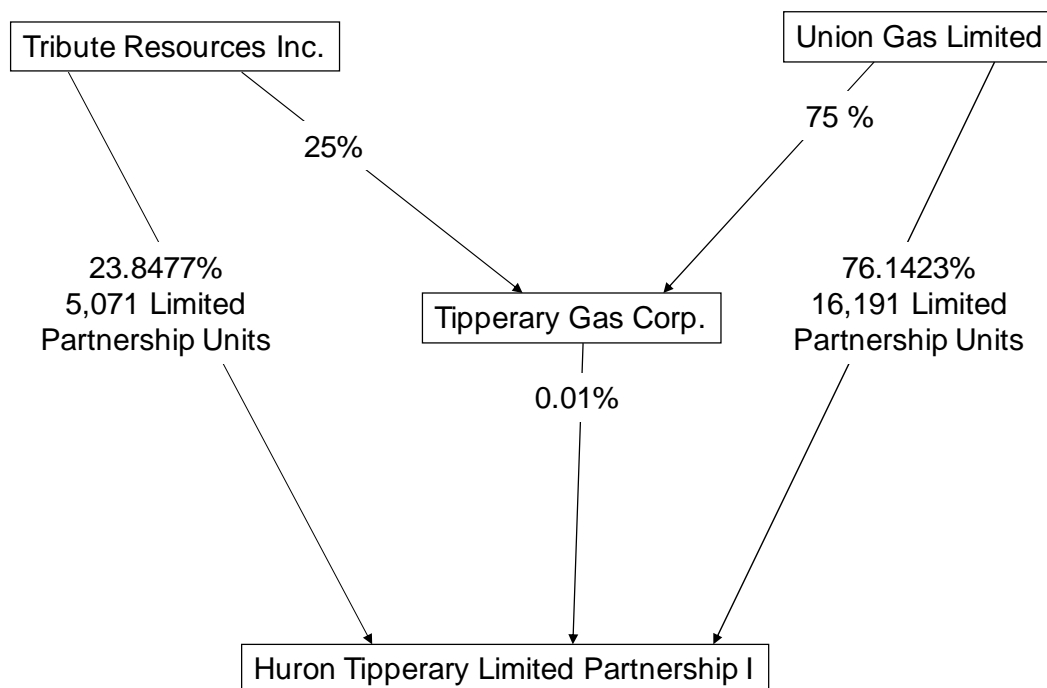 Tribute Resources Inc.
Union Gas Limited
25%
75 %
23.8477%
5,071 Limited
Partnership Units
Tipperary Gas Corp.
76.1423%
16,191 Limited
Partnership Units
0.01%
Huron Tipperary Limited Partnership I